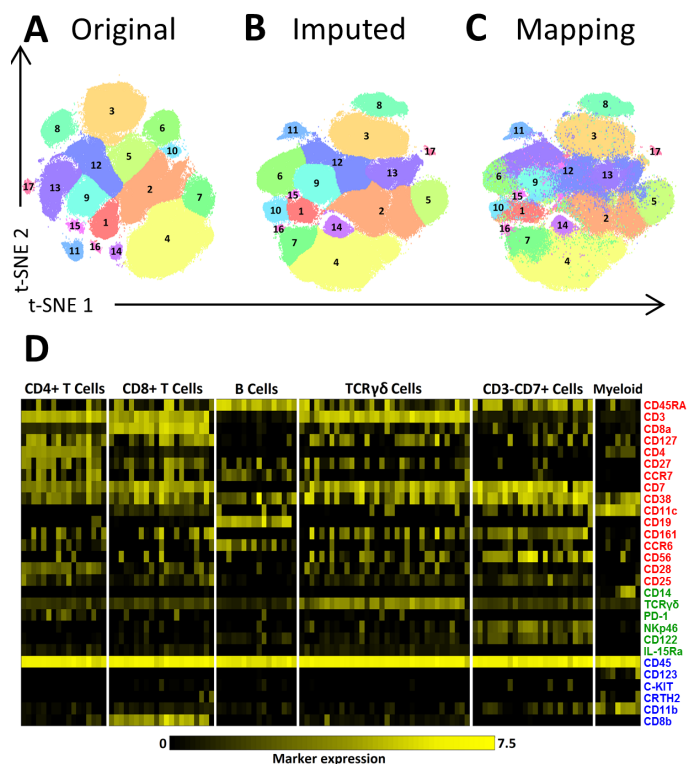 A Original
B Imputed
C Mapping
t-SNE 2
t-SNE 1
3
8
6
10
5
12
13
17
9
2
7
1
15
16
14
11
4
8
11
3
17
12
6
13
9
15
5
10
1
2
16
14
7
4
8
11
3
17
12
6
13
9
15
5
10
1
2
16
14
7
4
D
CD4+ T Cells CD8+ T Cells B Cells TCRγδ Cells CD3-CD7+ Cells Myeloid
CD45RA
CD3
CD8a
CD127
CD4
CD27
CCR7
CD7
CD38
CD11c
CD19
CD161
CCR6
CD56
CD28
CD25
CD14
TCRγδ
PD-1
NKp46
CD122
IL-15Ra
CD45
CD123
C-KIT
CRTH2
CD11b
CD8b
0 7.5
Marker expression